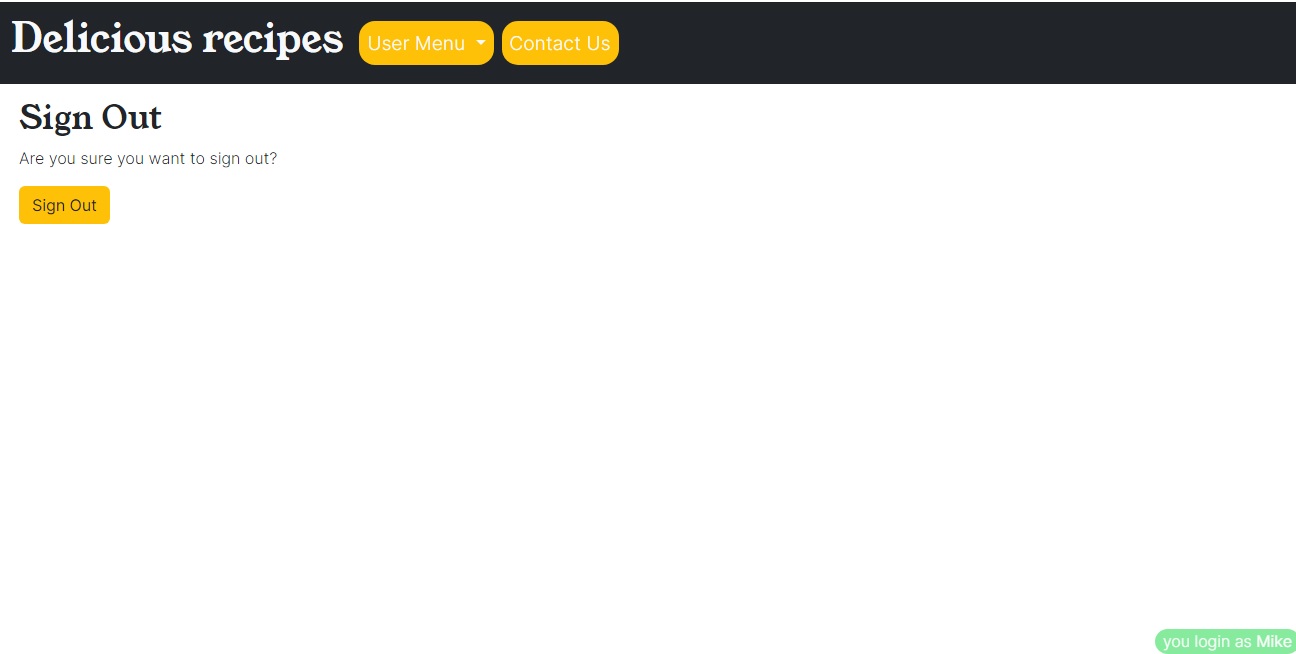 Delicious recipes User Menu Contact Us
Sign Out
Are you sure you want to sign out?
Sign Out
you login as Mike